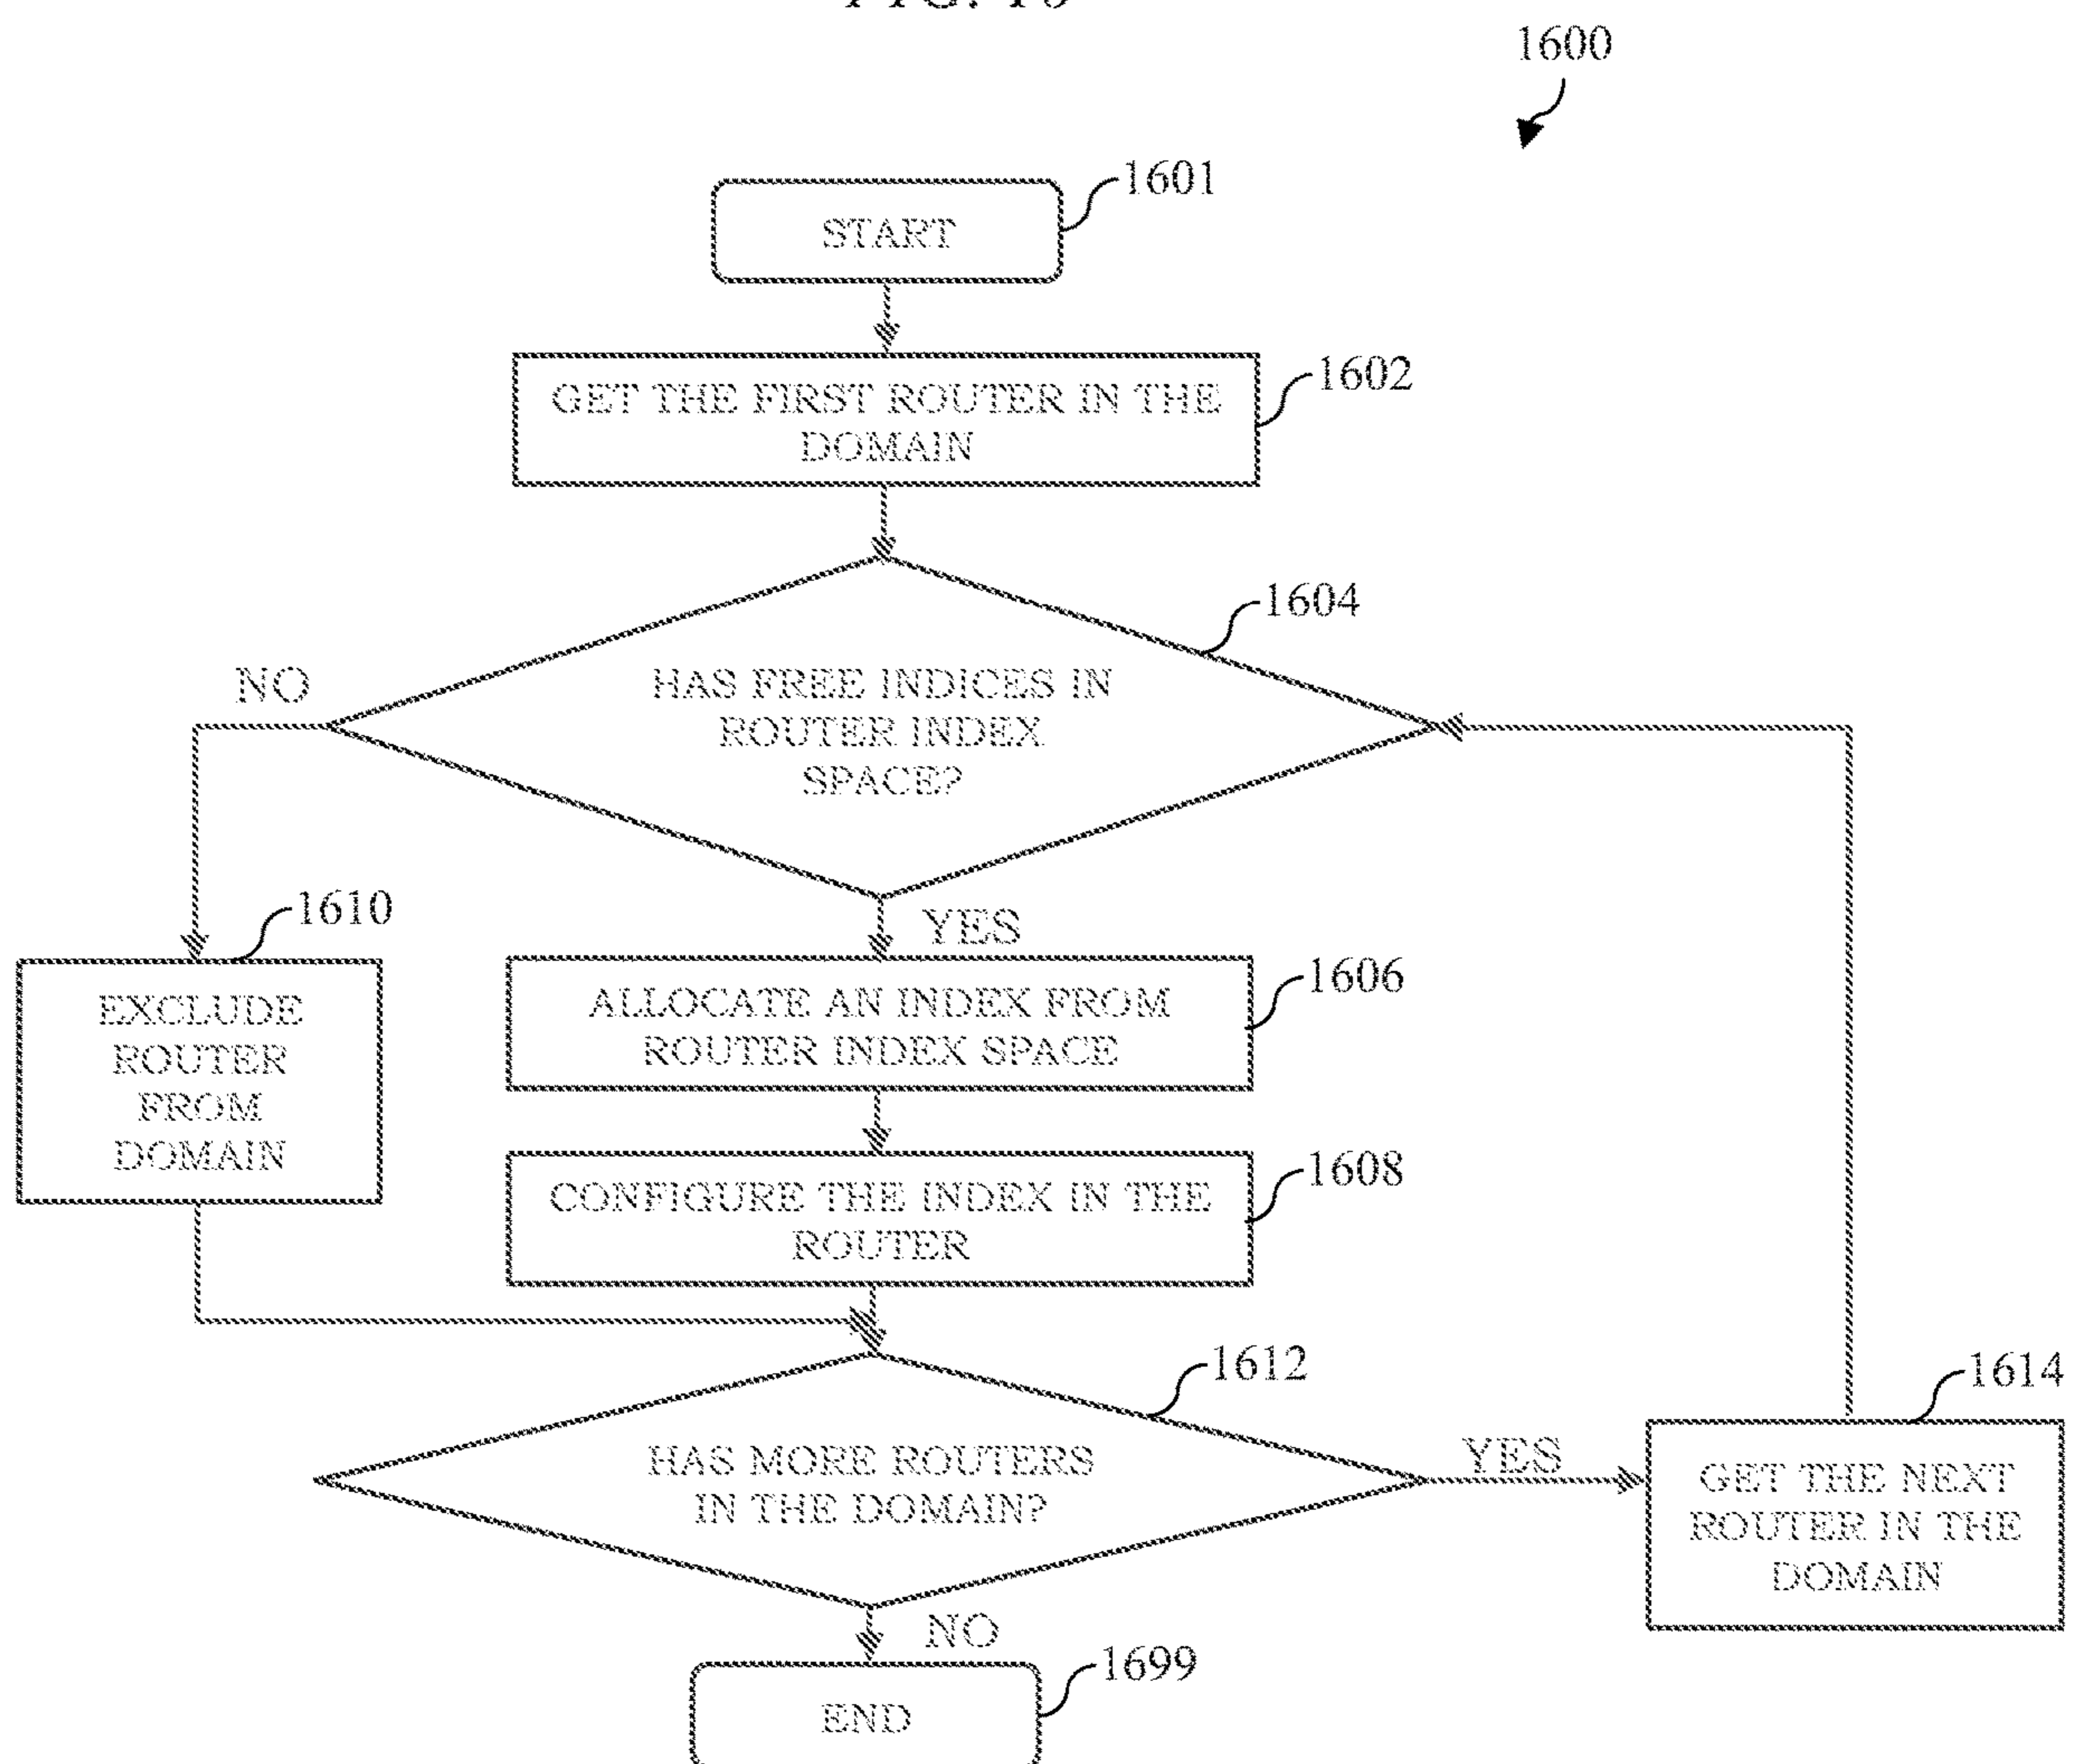 1600
START
1601
GET THE FIRST ROUTER IN THE
DOMAIN
1602
HAS FREE INDICES IN
ROUTER INDEX
SPACE?
1604
NO
YES
1610
EXCLUDE
ROUTER
FROM
DOMAIN
ALLOCATE AN INDEX FROM
ROUTER INDEX SPACE
1606
CONFIGURE THE INDEX IN THE
ROUTER
1608
HAS MORE ROUTERS
IN THE DOMAIN?
1612
YES
1614
GET THE NEXT
ROUTER IN THE
DOMAIN
NO
END
1699